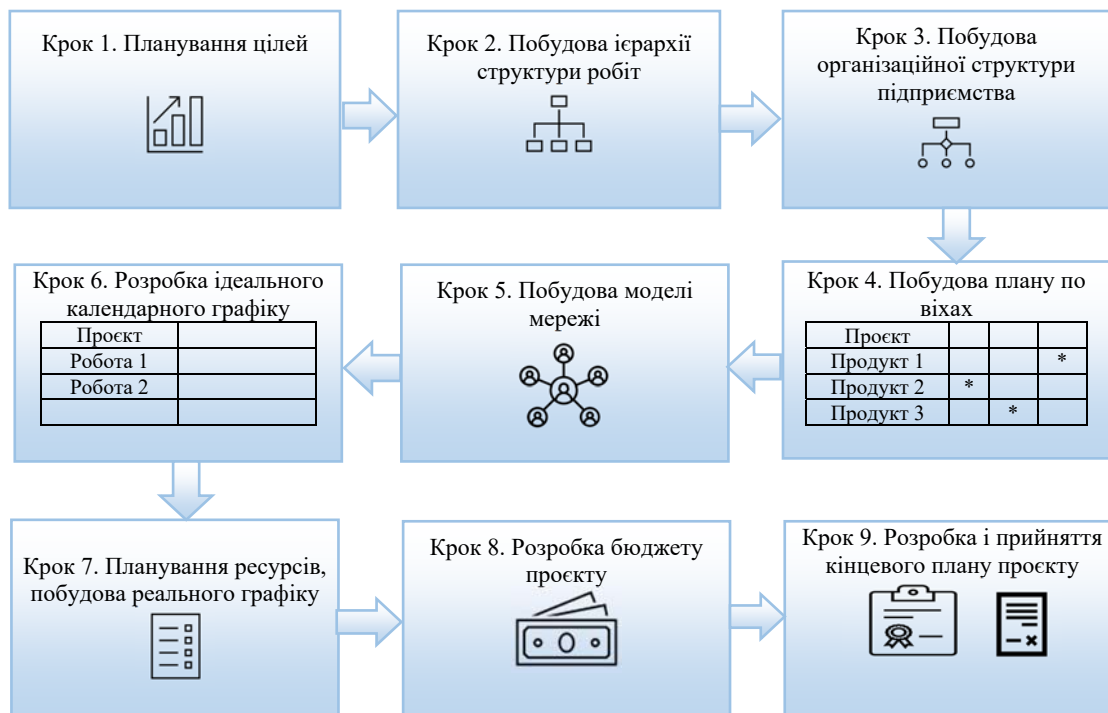 Крок 1. Планування цілей
Крок 2. Побудова ієрархії
структури робіт
Крок 3. Побудова
організаційної структури
підприємства
Крок 4. Побудова плану по
віхах
Проєкт
Продукт 1 *
Продукт 2 *
Продукт 3 *
Крок 5. Побудова моделі
мережі
Крок 6. Розробка ідеального
календарного графіку
Проєкт
Робота 1
Робота 2
Крок 7. Планування ресурсів,
побудова реального графіку
Крок 8. Розробка бюджету
проєкту
Крок 9. Розробка і прийняття
кінцевого плану проєкту